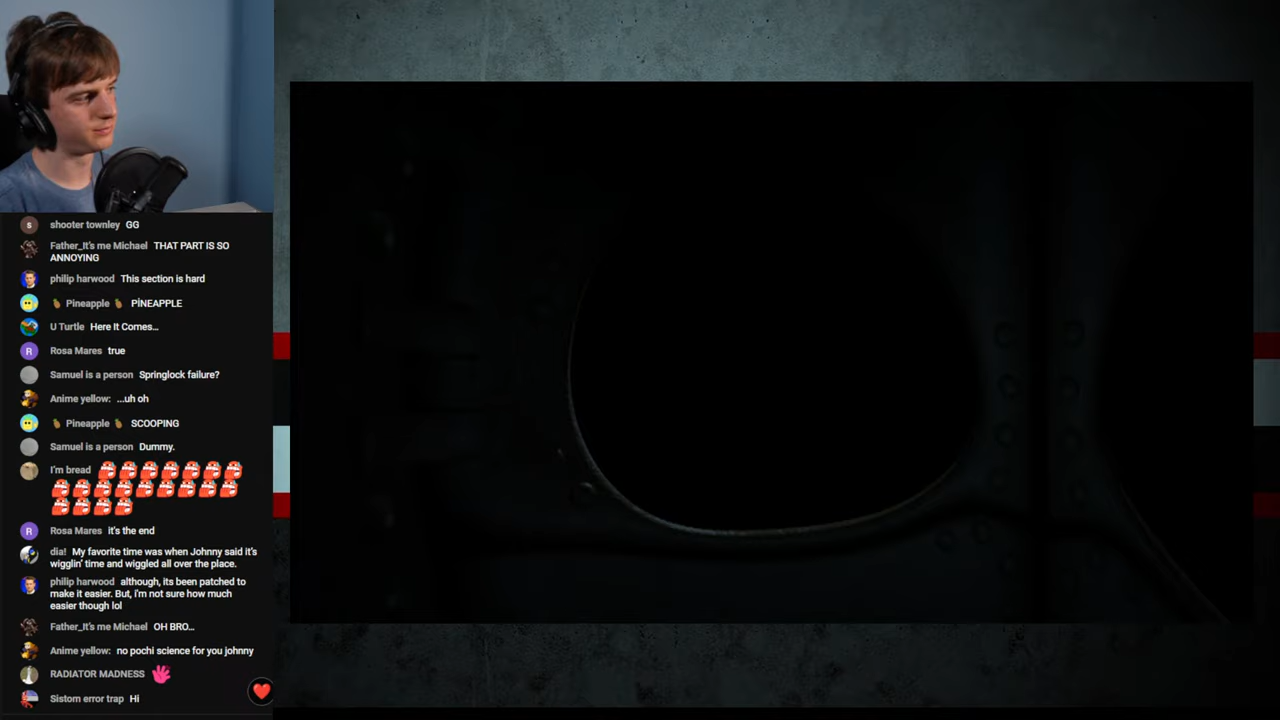 s shooter townley GG
Father_It's me Michael THAT PART IS SO
ANNOYING
philip harwood This section is hard
Pineapple PİNEAPPLE
U Turtle Here It Comes...
R Rosa Mares true
Samuel is a person Springlock failure?
Anime yellow: ...uh oh
Pineapple SCOOPING
Samuel is a person Dummy.
I'm bread
R Rosa Mares it's the end
dia! My favorite time was when Johnny said it's
wigglin' time and wiggled all over the place.
philip harwood although, its been patched to
make it easier. But, i'm not sure how much
easier though lol
Father_It's me Michael OH BRO...
Anime yellow: no pochi science for you johnny
RADIATOR MADNESS
Sistom error trap Hi